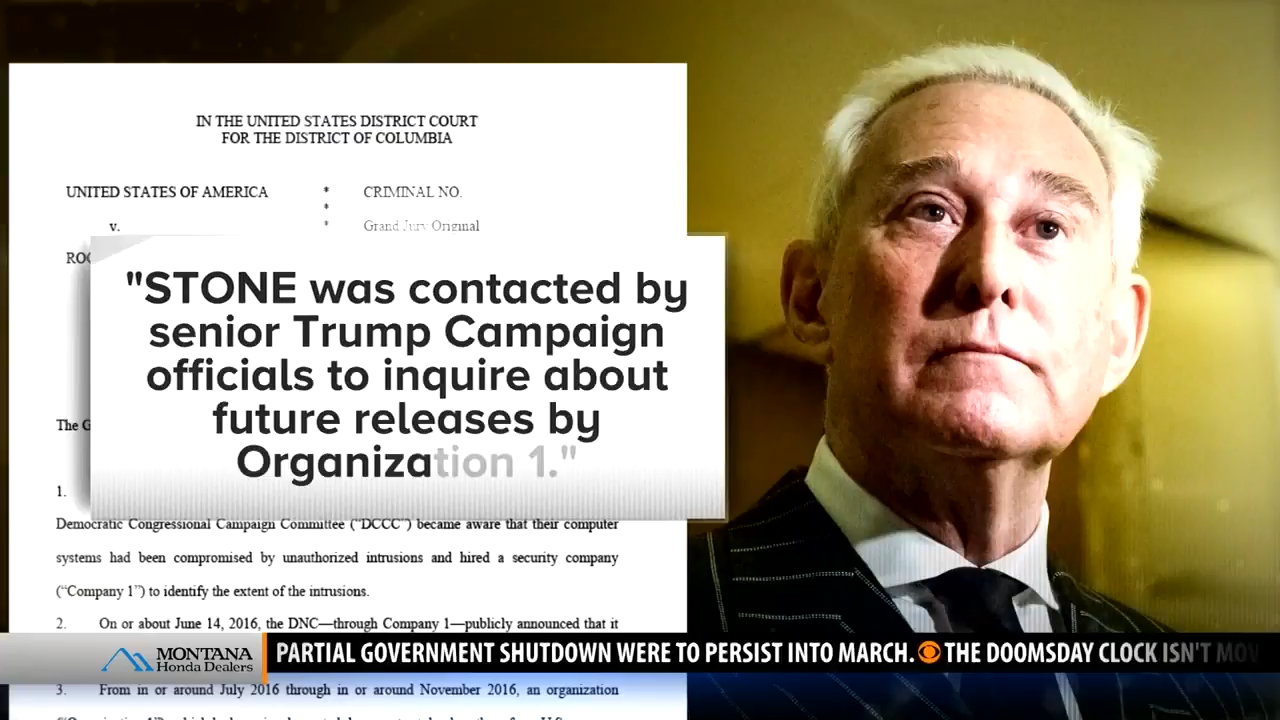 IN THE UNITED STATES DISTRICT COURT
FOR THE DISTRICT OF COLUMBIA
UNITED STATES OF AMERICA * CRIMINAL NO.
*
v. * Grand Jury Original
"STONE was contacted by
senior Trump Campaign
officials to inquire about
future releases by
Organization 1."
The
1.
Democratic Congressional Campaign Committee (“DCCC”) became aware that their computer
systems had been compromised by unauthorized intrusions and hired a security company
(“Company 1”) to identify the extent of the intrusions.
2. On or about June 14, 2016, the DNC—through Company 1—publicly announced that it
MONTANA
Honda Dealers
PARTIAL GOVERNMENT SHUTDOWN WERE TO PERSIST INTO MARCH. THE DOOMSDAY CLOCK ISN'T
3. From in or around July 2016 through in or around November 2016, an organization